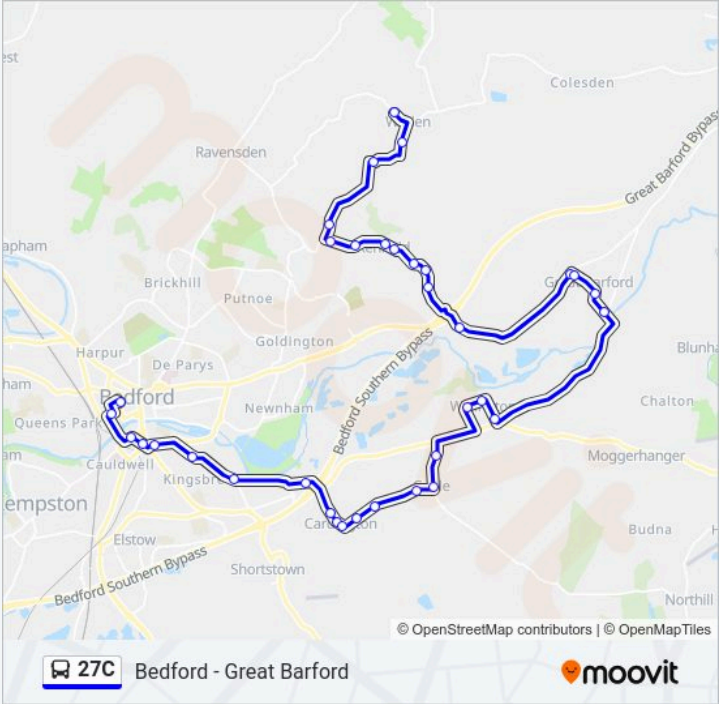 est
Colesden
Great Barford Bypass
Ravensden
apham
Brickhill
Putnoe
Goldington
Harpur
De Parys
Bedford Southern Bypass
Blunha
ham
Bedford
Newnham
Chalton
Queens Park
am
Cauldwell
Moggerhanger
empston
Elstow
Budna
H
Shortstown
Bedford Southern Bypass
Northill
© OpenStreetMap contributors | © OpenMapTiles
27C Bedford - Great Barford moovit